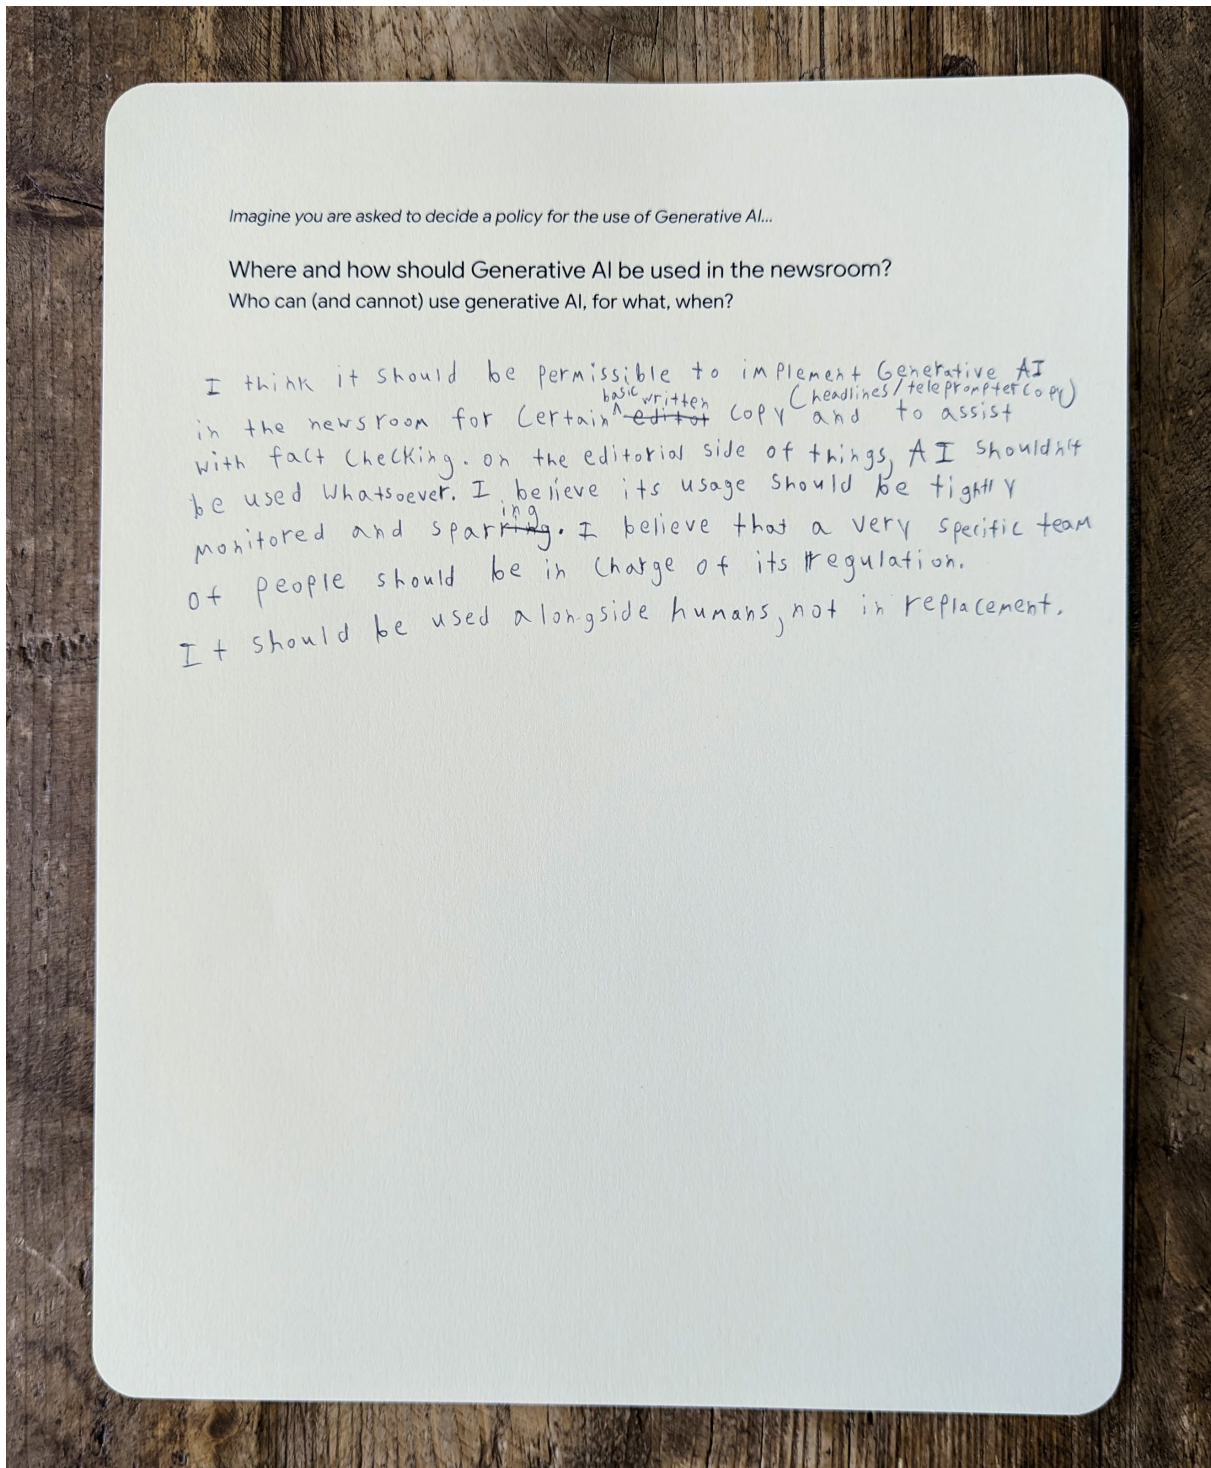 Imagine you are asked to decide a policy for the use of Generative AI...
Where and how should Generative AI be used in the newsroom?
Who can (and cannot) use generative AI, for what, when?
I think it should be permissible to implement Generative AI
basic written (headlines/teleprompter copy)
in the newsroom for certain ^ editor copy and to assist
with fact checking. On the editorial side of things, AI shouldn't
be used whatsoever. I believe its usage should be tightly
ing
monitored and sparring. I believe that a very specific team
of people should be in charge of its regulation.
It should be used alongside humans, not in replacement.